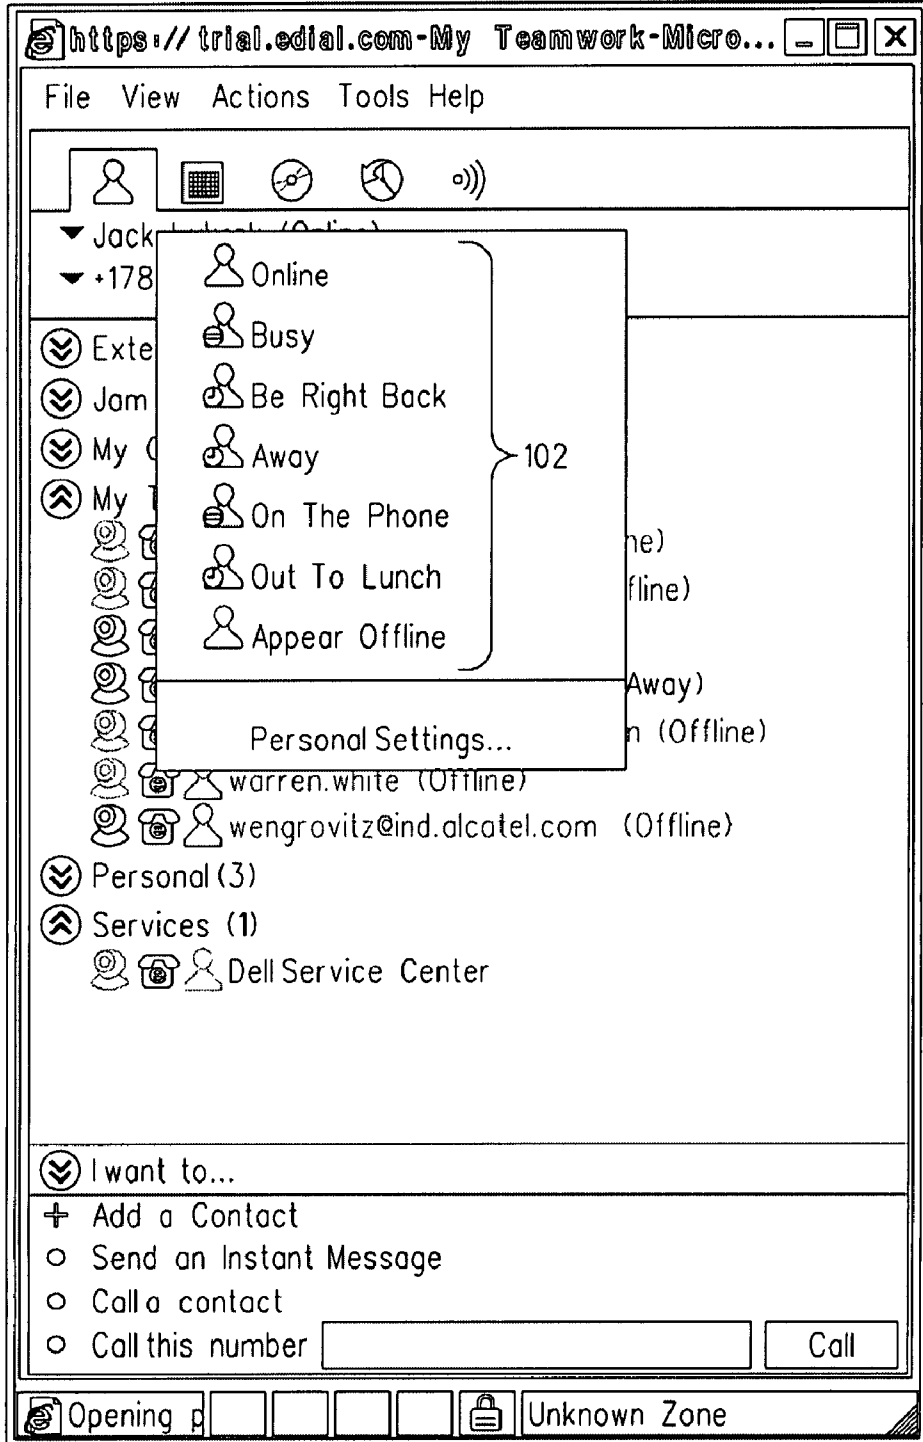 https://trial.edial.com-My Teamwork-Micro...
File View Actions Tools Help
Jack (Online)
+178
Online
Busy
Be Right Back
Away
On The Phone
Out To Lunch
Appear Offline
102
Personal Settings...
Exte
Jam
My
My
ne)
fline)
Away)
n (Offline)
warren.white (Offline)
wengrovitz@ind.alcatel.com (Offline)
Personal (3)
Services (1)
Dell Service Center
I want to...
+ Add a Contact
Send an Instant Message
Call a contact
Call this number
Call
Opening p
Unknown Zone